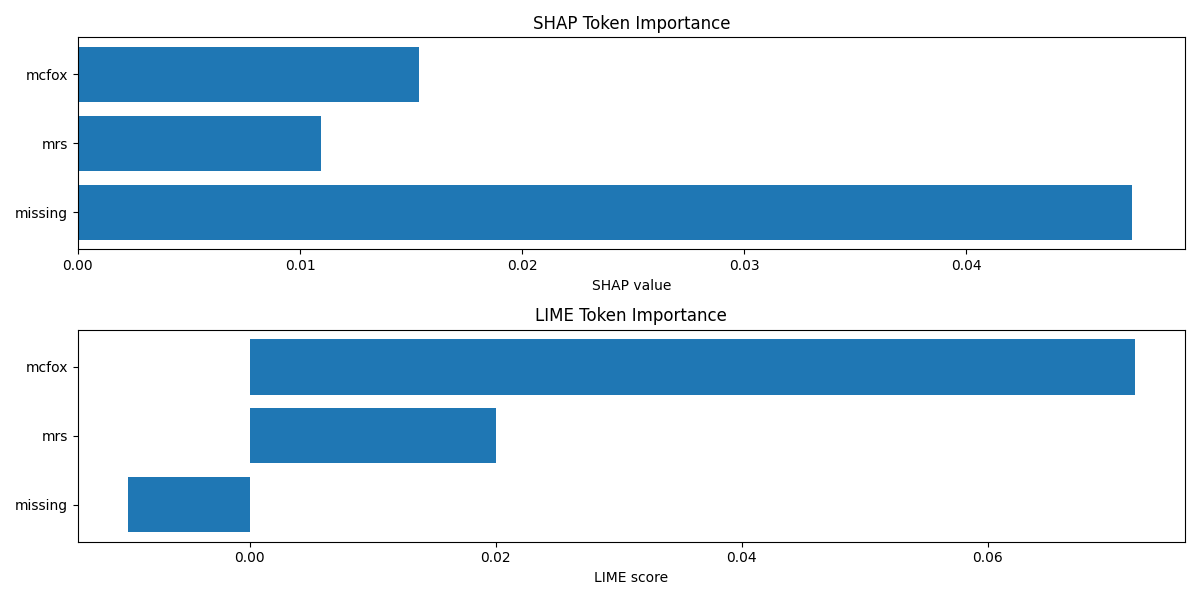 SHAP Token Importance
mcfox
mrs
missing
0.00 0.01 0.02 0.03 0.04
SHAP value
LIME Token Importance
mcfox
mrs
missing
0.00 0.02 0.04 0.06
LIME score